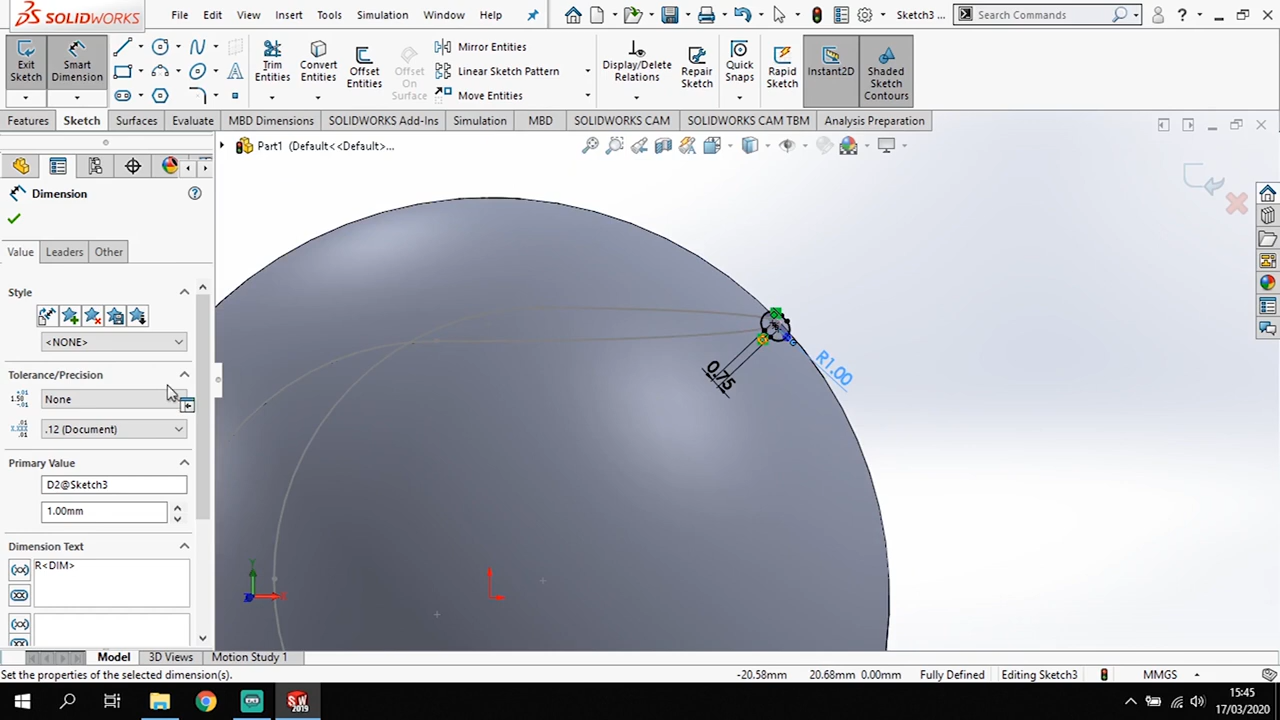 SOLIDWORKS File Edit View Insert Tools Simulation Window Help Sketch3 ... Search Commands ?
Exit Sketch
Smart Dimension
Trim Entities
Convert Entities
Offset Entities
Offset On Surface
Mirror Entities
Linear Sketch Pattern
Move Entities
Display/Delete Relations
Repair Sketch
Quick Snaps
Rapid Sketch
Instant2D
Shaded Sketch Contours
Features Sketch Surfaces Evaluate MBD Dimensions SOLIDWORKS Add-Ins Simulation MBD SOLIDWORKS CAM SOLIDWORKS CAM TBM Analysis Preparation
Part1 (Default<<Default>...
Dimension
Value Leaders Other
Style
<NONE>
Tolerance/Precision
None
.12 (Document)
Primary Value
D2@Sketch3
1.00mm
Dimension Text
R<DIM>
0.75
R1.00
Y
Model 3D Views Motion Study 1
Set the properties of the selected dimension(s). -20.58mm 20.68mm 0.00mm Fully Defined Editing Sketch3 MMGS
SW 2019
15:45
17/03/2020